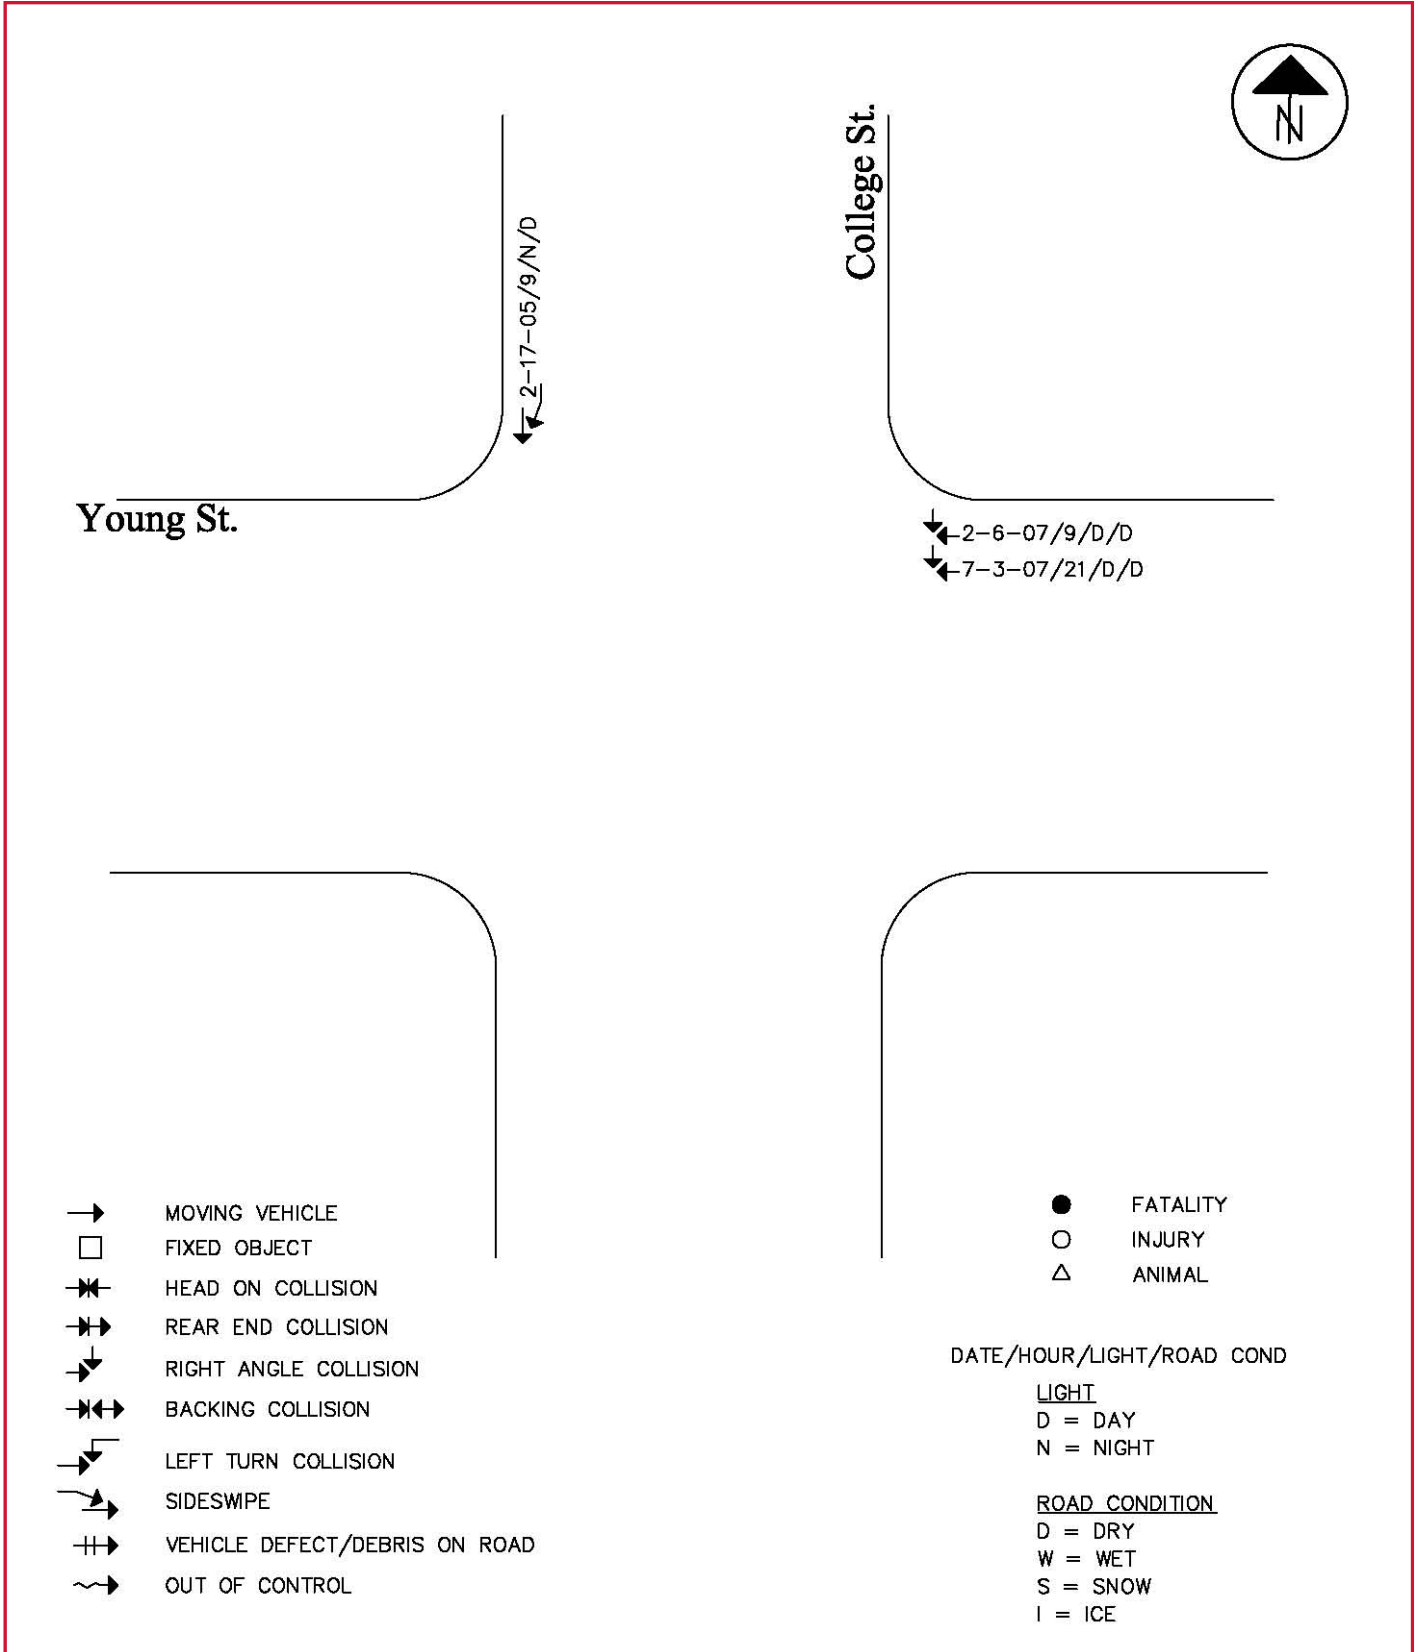 N
College St.
2-17-05/9/N/D
Young St.
2-6-07/9/D/D
7-3-07/21/D/D
MOVING VEHICLE
FIXED OBJECT
HEAD ON COLLISION
REAR END COLLISION
RIGHT ANGLE COLLISION
BACKING COLLISION
LEFT TURN COLLISION
SIDESWIPE
VEHICLE DEFECT/DEBRIS ON ROAD
OUT OF CONTROL
FATALITY
INJURY
ANIMAL
DATE/HOUR/LIGHT/ROAD COND
LIGHT
D = DAY
N = NIGHT
ROAD CONDITION
D = DRY
W = WET
S = SNOW
I = ICE